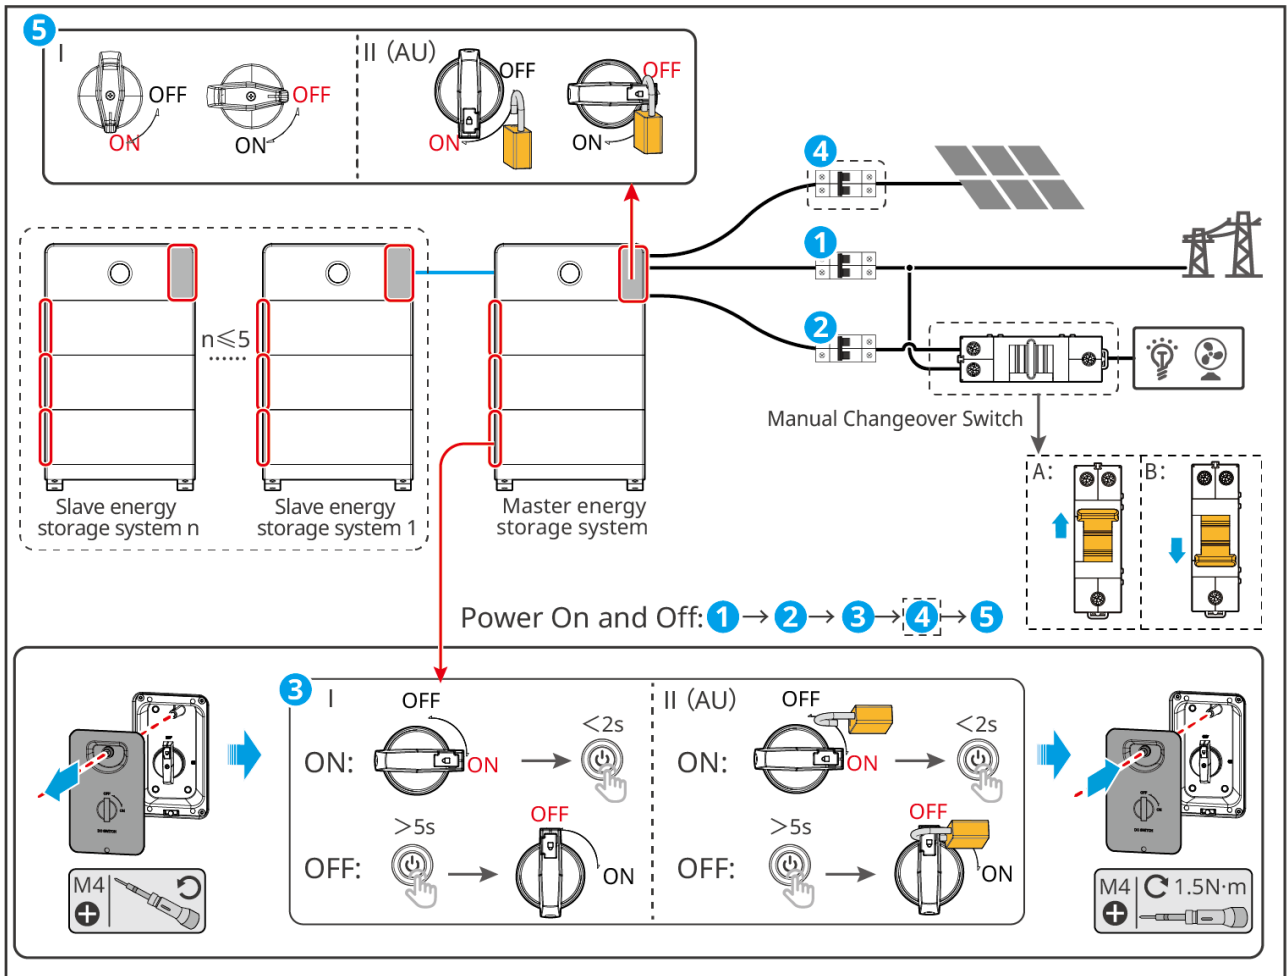 5
I
OFF
ON
OFF
ON
II (AU)
OFF
ON
OFF
ON
4
1
2
n≤5
......
Slave energy
storage system n
Slave energy
storage system 1
Master energy
storage system
Manual Changeover Switch
A:
B:
Power On and Off: 1 → 2 → 3 → 4 → 5
3
I
OFF
ON:
ON
<2s
>5s
OFF
OFF:
ON
II (AU)
OFF
ON:
ON
<2s
>5s
OFF
OFF:
ON
M4
M4
1.5N·m